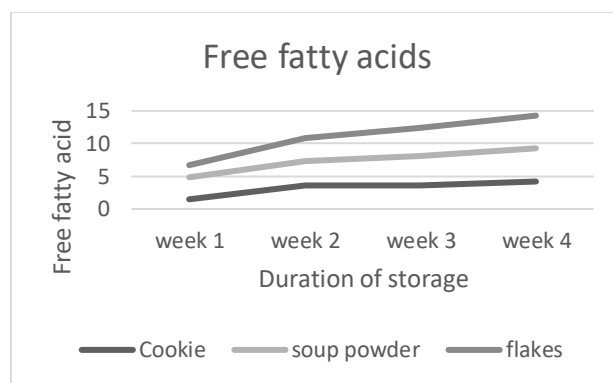 Free fatty acids
Free fatty acid
15
10
5
0
week 1 week 2 week 3 week 4
Duration of storage
Cookie soup powder flakes